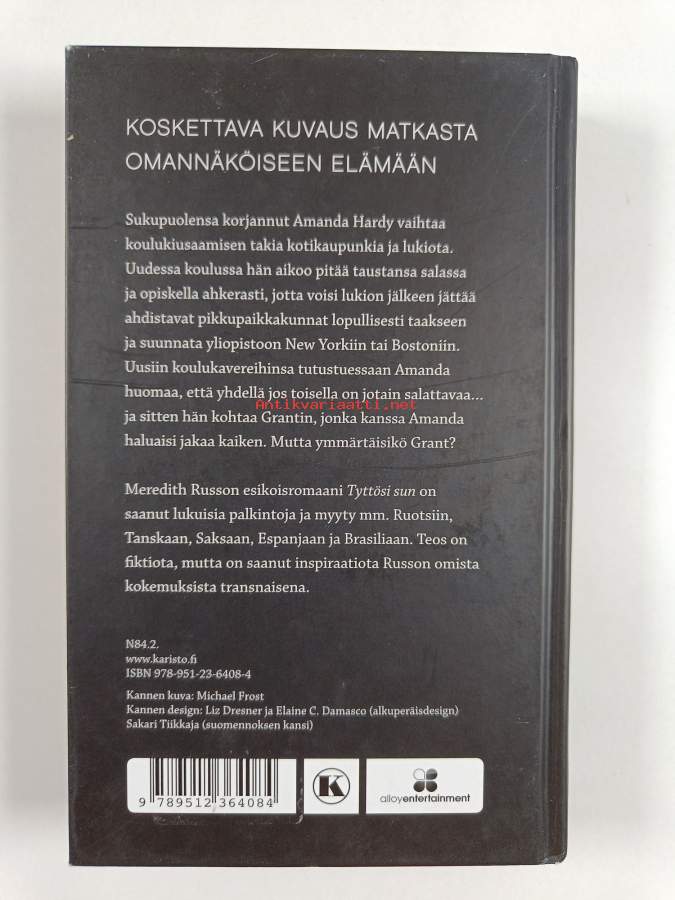 KOSKETTAVA KUVAUS MATKASTA
OMANNÄKÖISEEN ELÄMÄÄN
Sukupuolensa korjannut Amanda Hardy vaihtaa
koulukiusaamisen takia kotikaupunkia ja lukiota.
Uudessa koulussa hän aikoo pitää taustansa salassa
ja opiskella ahkerasti, jotta voisi lukion jälkeen jättää
ahdistavat pikkupaikkakunnat lopullisesti taakseen
ja suunnata yliopistoon New Yorkiin tai Bostoniin.
Uusiin koulukavereihinsa tutustuessaan Amanda
huomaa, että yhdellä jos toisella on jotain salattavaa...
Antikvariaatti.net
ja sitten hän kohtaa Grantin, jonka kanssa Amanda
haluaisi jakaa kaiken. Mutta ymmärtäisikö Grant?
Meredith Russon esikoisromaani Tyttösi sun on
saanut lukuisia palkintoja ja myyty mm. Ruotsiin,
Tanskaan, Saksaan, Espanjaan ja Brasiliaan. Teos on
fiktiota, mutta on saanut inspiraatiota Russon omista
kokemuksista transnaisena.
N84.2.
www.karisto.fi
ISBN 978-951-23-6408-4
Kannen kuva: Michael Frost
Kannen design: Liz Dresner ja Elaine C. Damasco (alkuperäisdesign)
Sakari Tiikkaja (suomennoksen kansi)
9 789512 364084
K
alloyentertainment